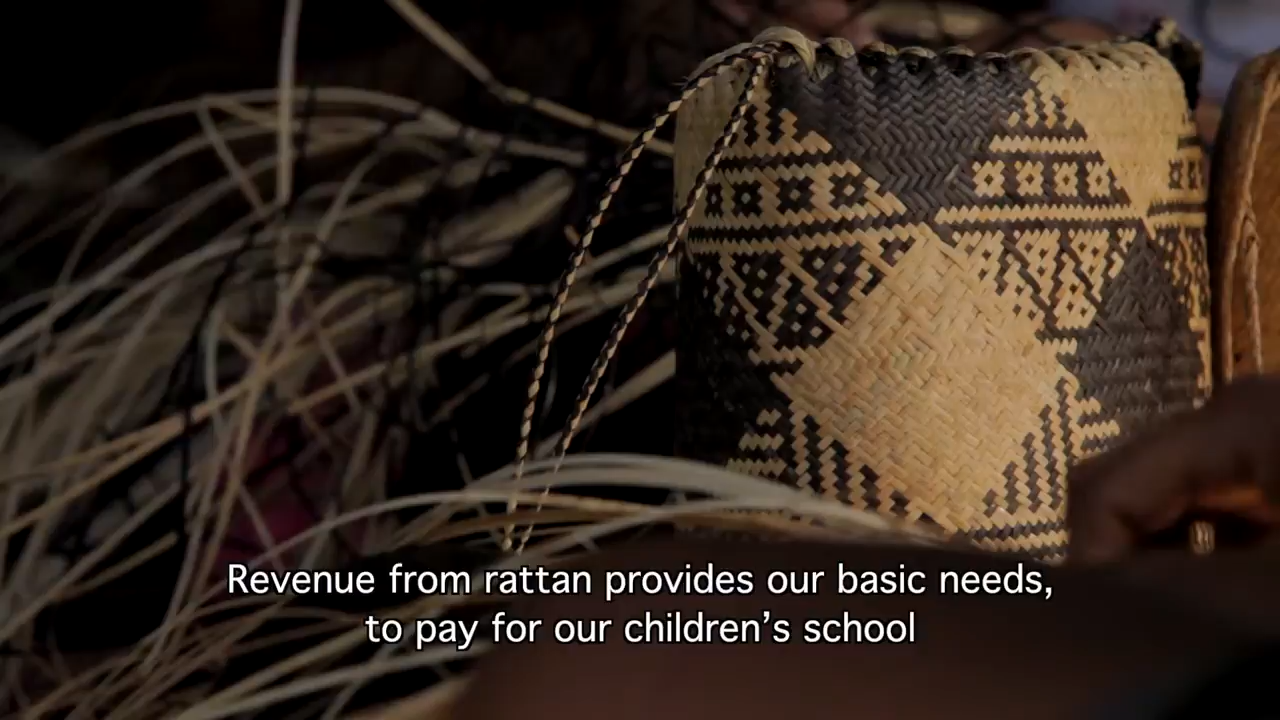 Revenue from rattan provides our basic needs,
to pay for our children’s school